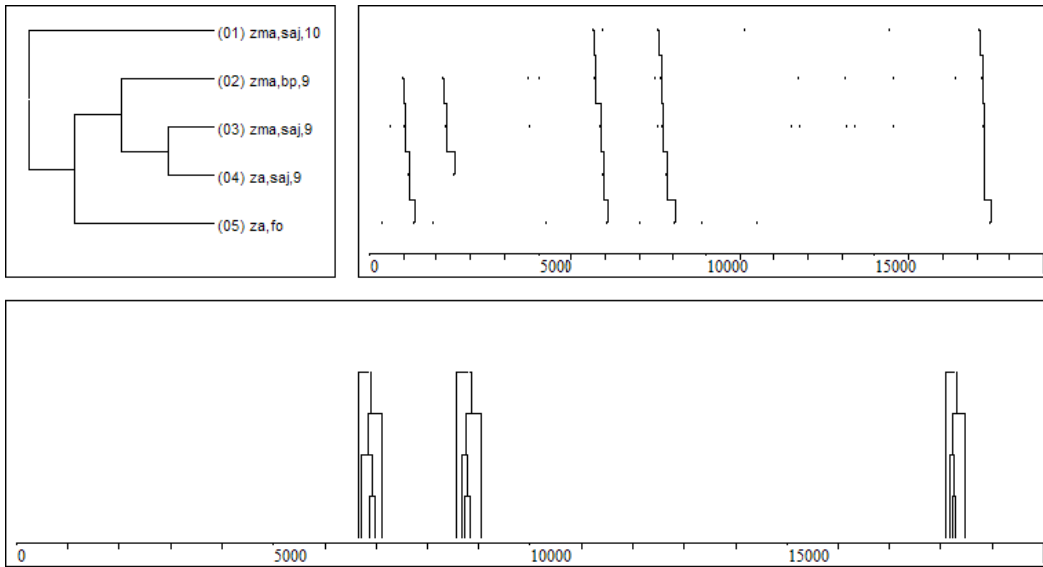 (01) zma,saj,10
(02) zma,bp,9
(03) zma,saj,9
(04) za,saj,9
(05) za,fo
0 5000 10000 15000
0 5000 10000 15000